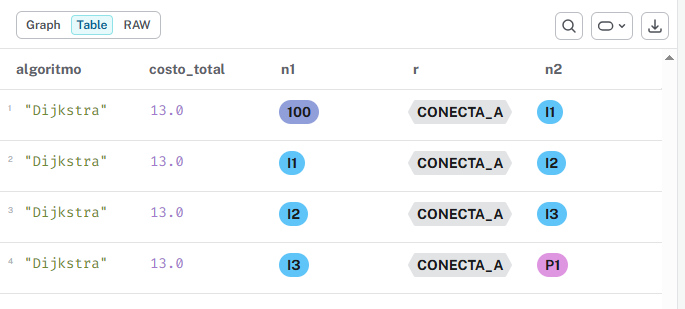 Graph Table RAW
algoritmo costo_total n1 r n2
1 "Dijkstra" 13.0 100 CONECTA_A I1
2 "Dijkstra" 13.0 I1 CONECTA_A I2
3 "Dijkstra" 13.0 I2 CONECTA_A I3
4 "Dijkstra" 13.0 I3 CONECTA_A P1